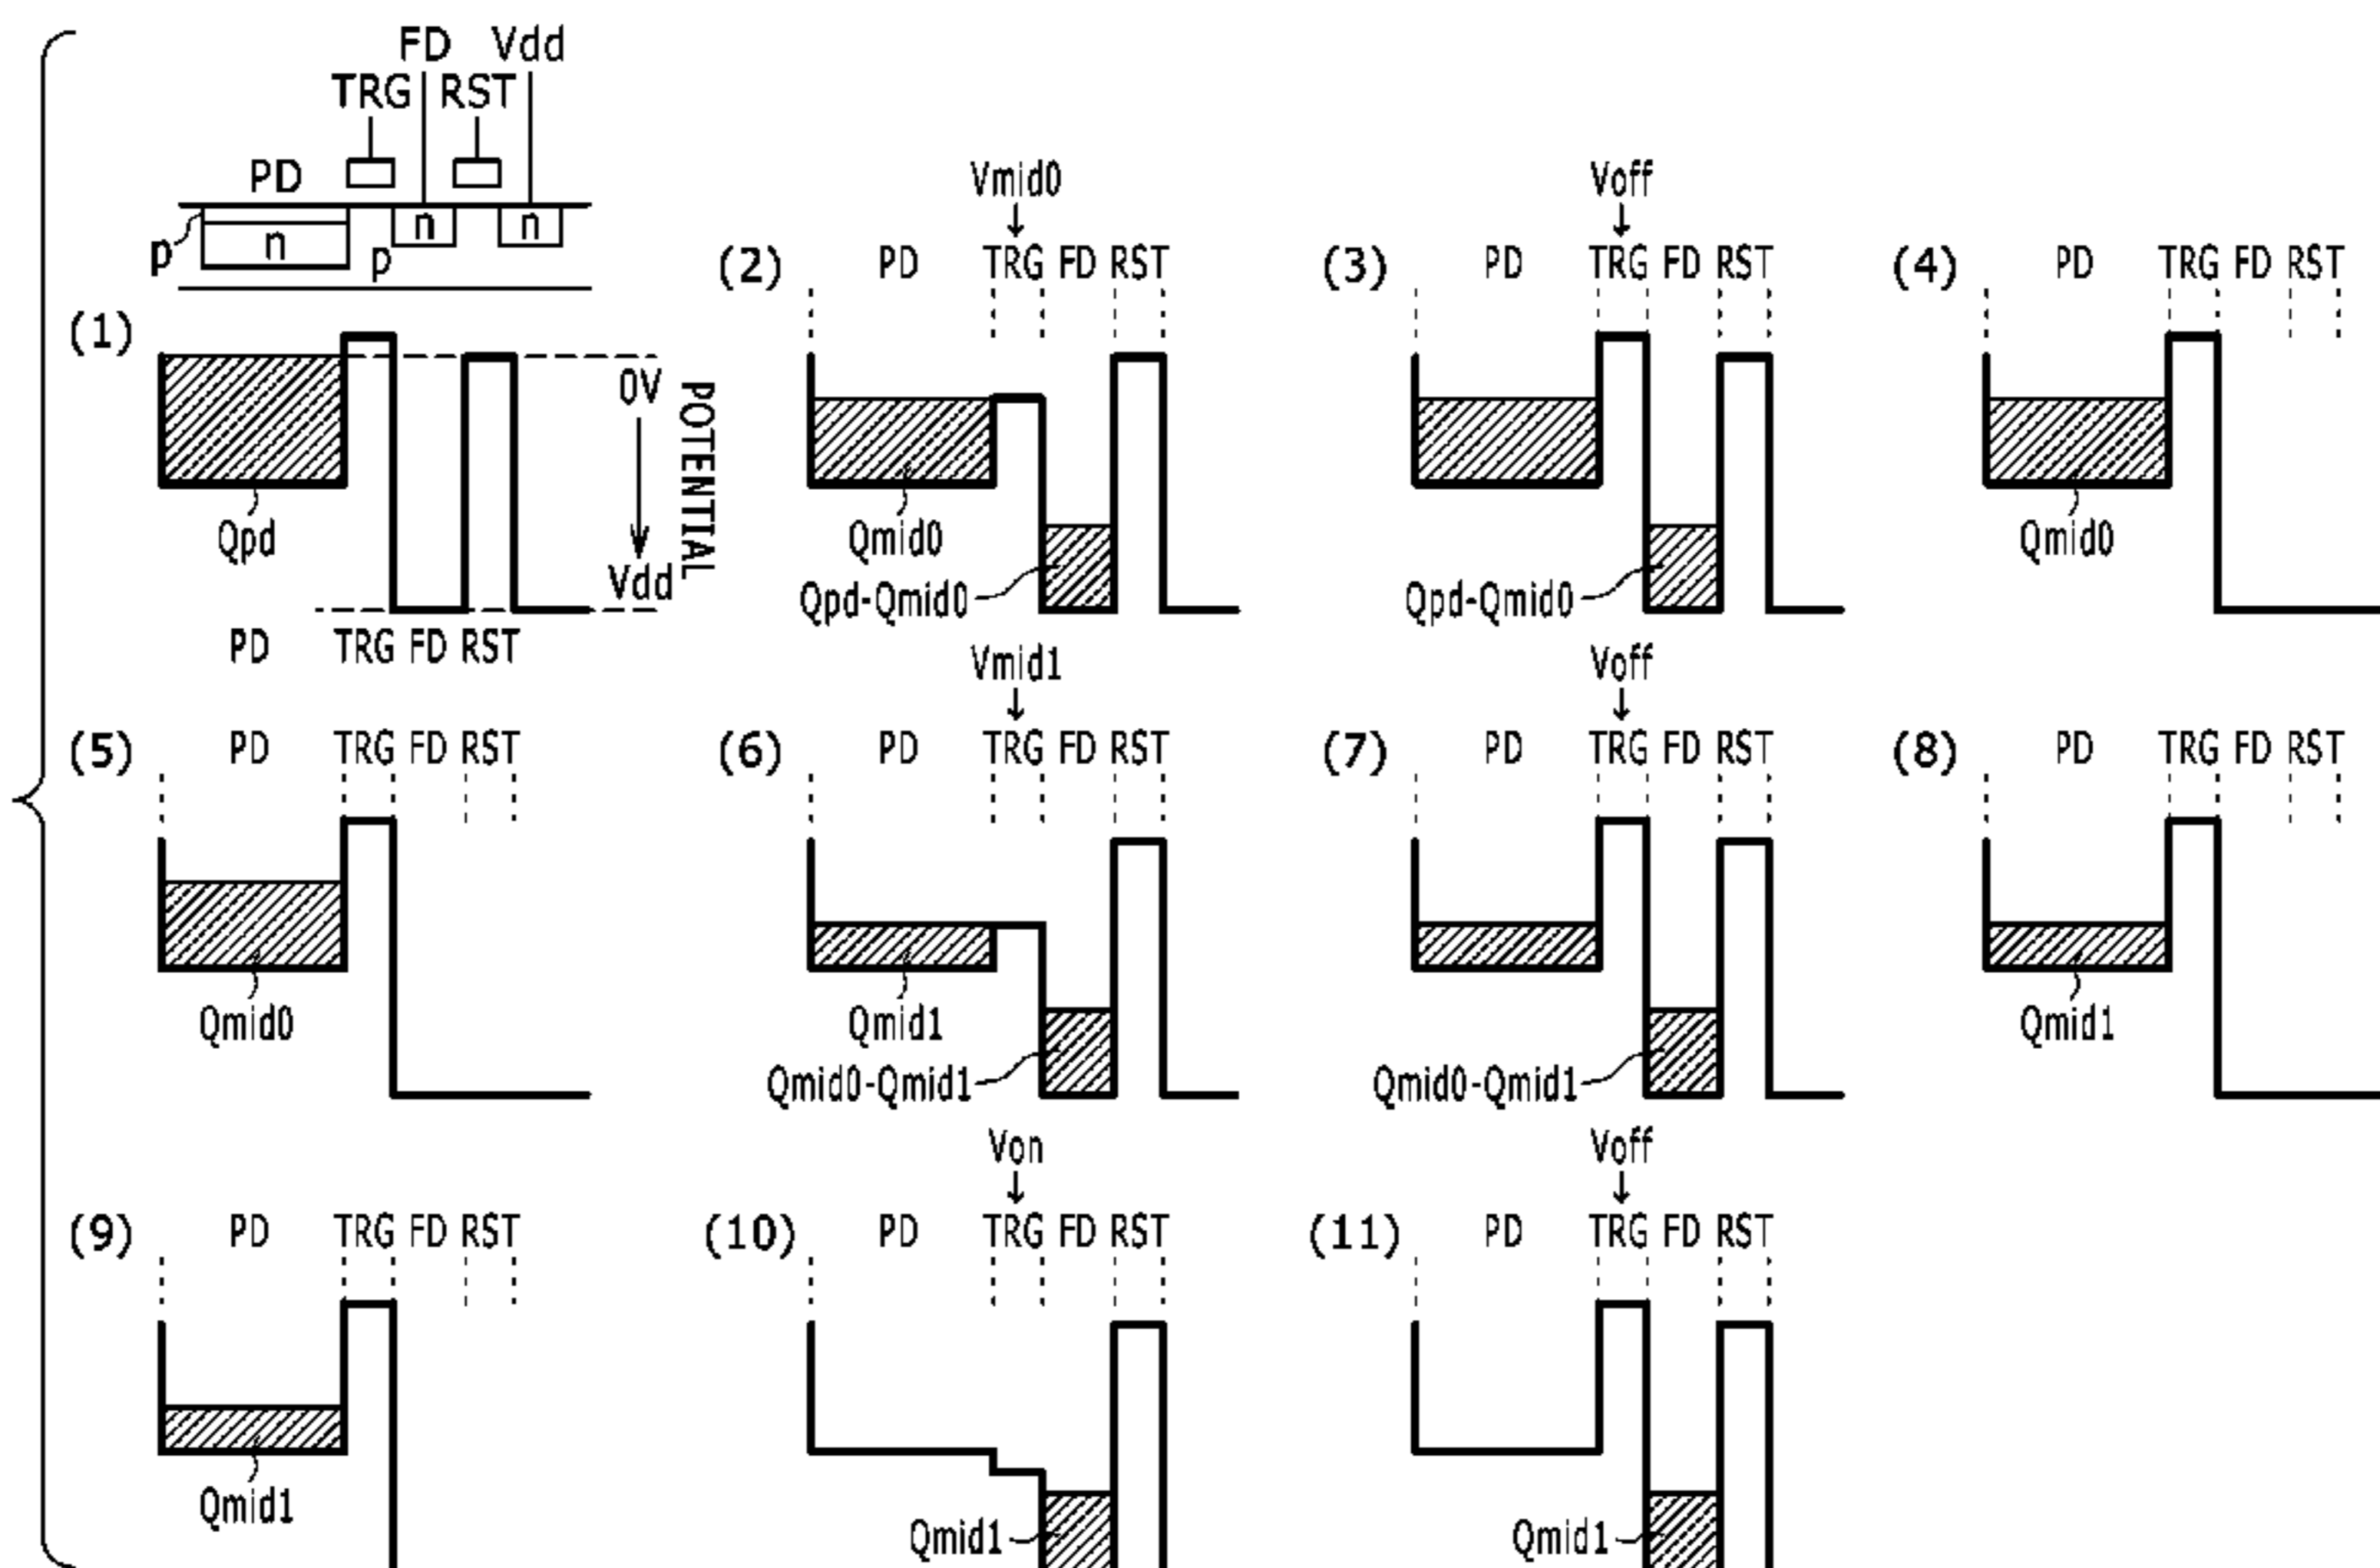 FD Vdd
TRG RST
PD
n n
p n p
(1)
0V
POTENTIAL
Vdd
Qpd
PD TRG FD RST
Vmid0
(2) PD TRG FD RST
Qmid0
Qpd-Qmid0
Voff
(3) PD TRG FD RST
Qpd-Qmid0
(4) PD TRG FD RST
Qmid0
(5) PD TRG FD RST
Qmid0
Vmid1
(6) PD TRG FD RST
Qmid1
Qmid0-Qmid1
Voff
(7) PD TRG FD RST
Qmid0-Qmid1
(8) PD TRG FD RST
Qmid1
(9) PD TRG FD RST
Qmid1
Von
(10) PD TRG FD RST
Qmid1
Voff
(11) PD TRG FD RST
Qmid1